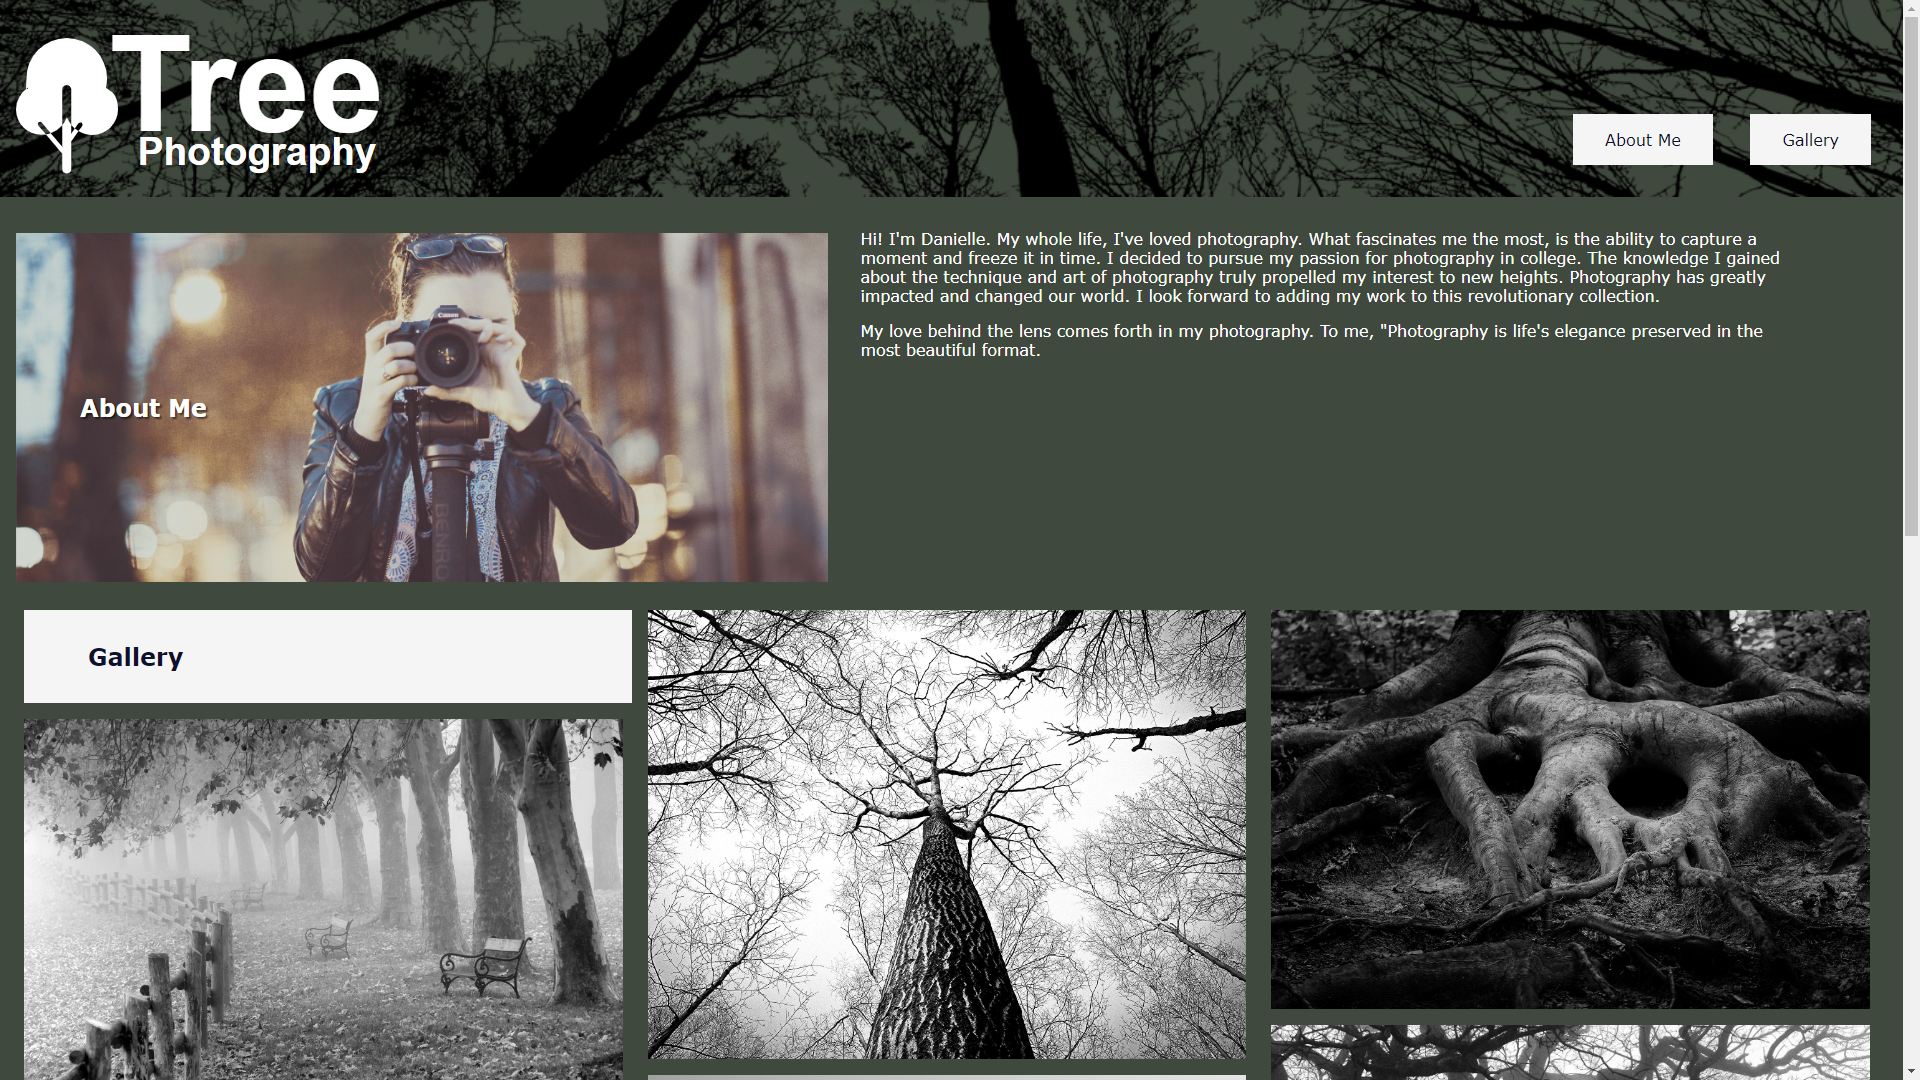 Tree
Photography
About Me
Gallery
Hi! I'm Danielle. My whole life, I've loved photography. What fascinates me the most, is the ability to capture a
moment and freeze it in time. I decided to pursue my passion for photography in college. The knowledge I gained
about the technique and art of photography truly propelled my interest to new heights. Photography has greatly
impacted and changed our world. I look forward to adding my work to this revolutionary collection.
My love behind the lens comes forth in my photography. To me, "Photography is life's elegance preserved in the
most beautiful format.
Canon
About Me
BENRO
Gallery